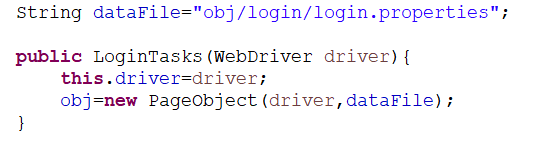 String dataFile="obj/login/login.properties";
public LoginTasks(WebDriver driver){
this.driver=driver;
obj=new PageObject(driver,dataFile);
}